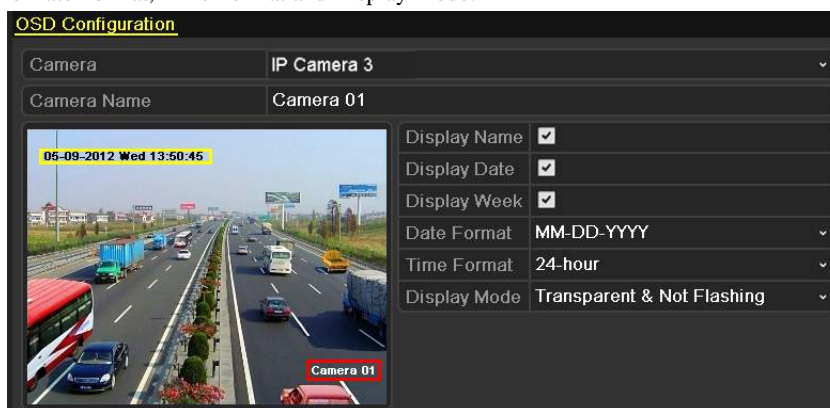 OSD Configuration
Camera IP Camera 3
Camera Name Camera 01
05-09-2012 Wed 13:50:45
Display Name
Display Date
Display Week
Date Format MM-DD-YYYY
Time Format 24-hour
Display Mode Transparent & Not Flashing
Camera 01